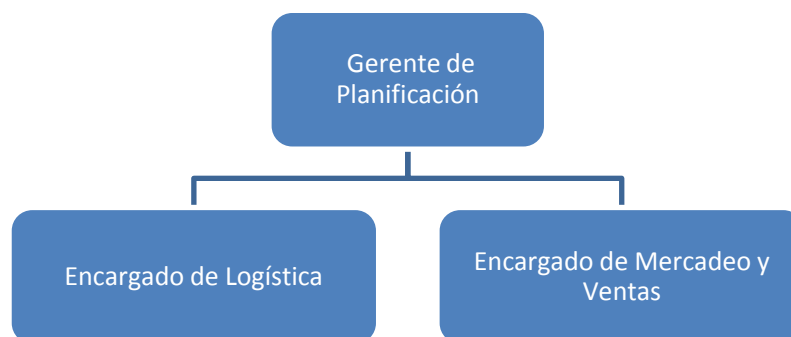 Gerente de
Planificación
Encargado de Logística
Encargado de Mercadeo y
Ventas